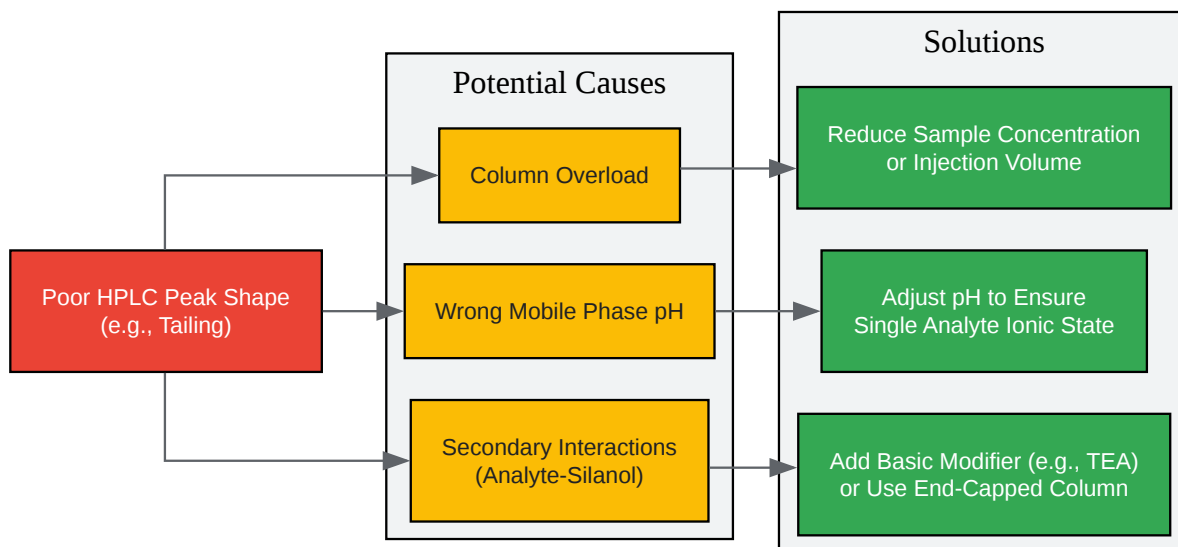 Poor HPLC Peak Shape
(e.g., Tailing)
Potential Causes
Column Overload
Wrong Mobile Phase pH
Secondary Interactions
(Analyte-Silanol)
Solutions
Reduce Sample Concentration
or Injection Volume
Adjust pH to Ensure
Single Analyte Ionic State
Add Basic Modifier (e.g., TEA)
or Use End-Capped Column